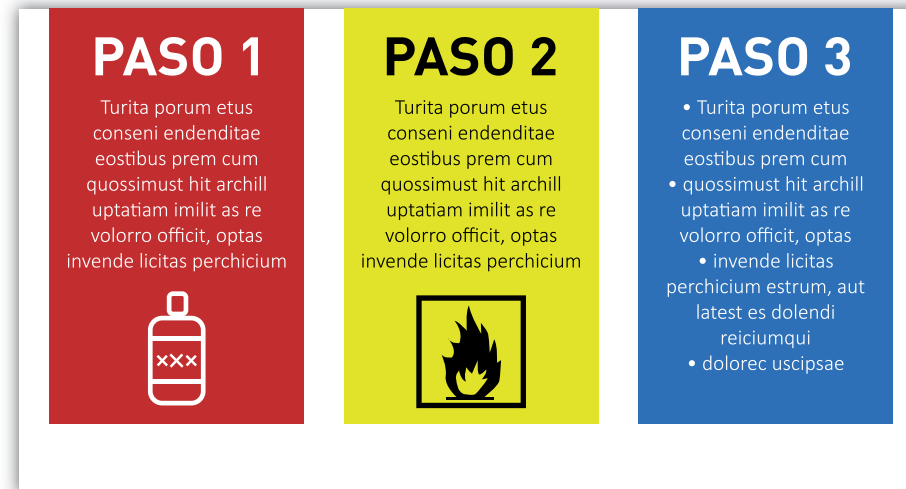 PASO 1
Turita porum etus
conseni endenditae
eostibus prem cum
quossimust hit archill
uptatiam imilit as re
volorro officit, optas
invende licitas perchicium
xXx
PASO 2
Turita porum etus
conseni endenditae
eostibus prem cum
quossimust hit archill
uptatiam imilit as re
volorro officit, optas
invende licitas perchicium
PASO 3
• Turita porum etus
conseni endenditae
eostibus prem cum
• quossimust hit archill
uptatiam imilit as re
volorro officit, optas
• invende licitas
perchicium estrum, aut
latest es dolendi
reiciumqui
• dolorec uscipsae